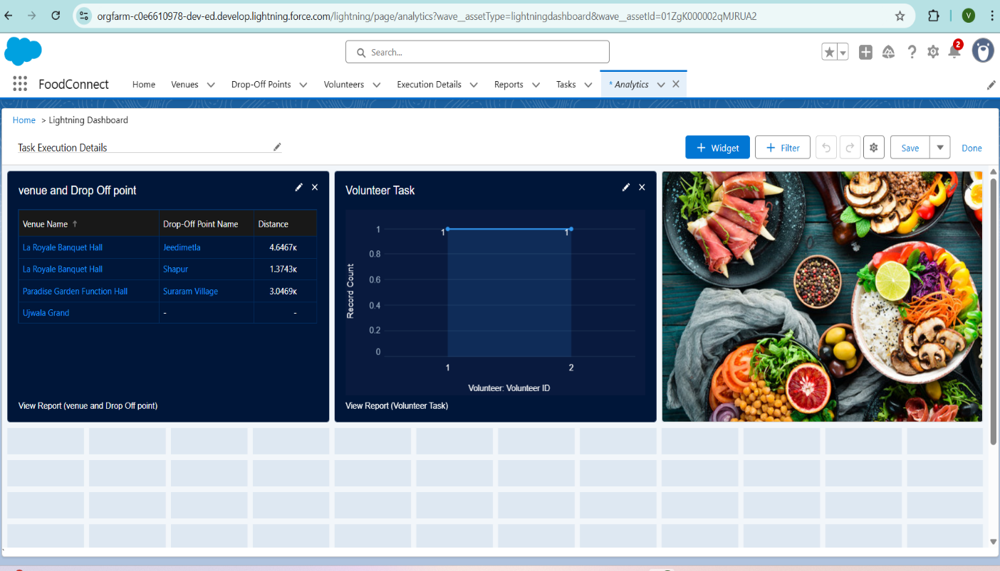 orgfarm-c0e6610978-dev-ed.develop.lightning.force.com/lightning/page/analytics?wave__assetType=lightningdashboard&wave__assetId=01ZgK000002qMJRUA2
V
Search...
2
FoodConnect Home Venues Drop-Off Points Volunteers Execution Details Reports Tasks * Analytics
Home > Lightning Dashboard
Task Execution Details
+ Widget + Filter Save Done
venue and Drop Off point
Venue Name ↑ Drop-Off Point Name Distance
La Royale Banquet Hall Jeedimetla 4.6467K
La Royale Banquet Hall Shapur 1.3743K
Paradise Garden Function Hall Suraram Village 3.0469K
Ujwala Grand - -
View Report (venue and Drop Off point)
Volunteer Task
Record Count
1
0.8
0.6
0.4
0.2
0
1 1
1 2
Volunteer: Volunteer ID
View Report (Volunteer Task)